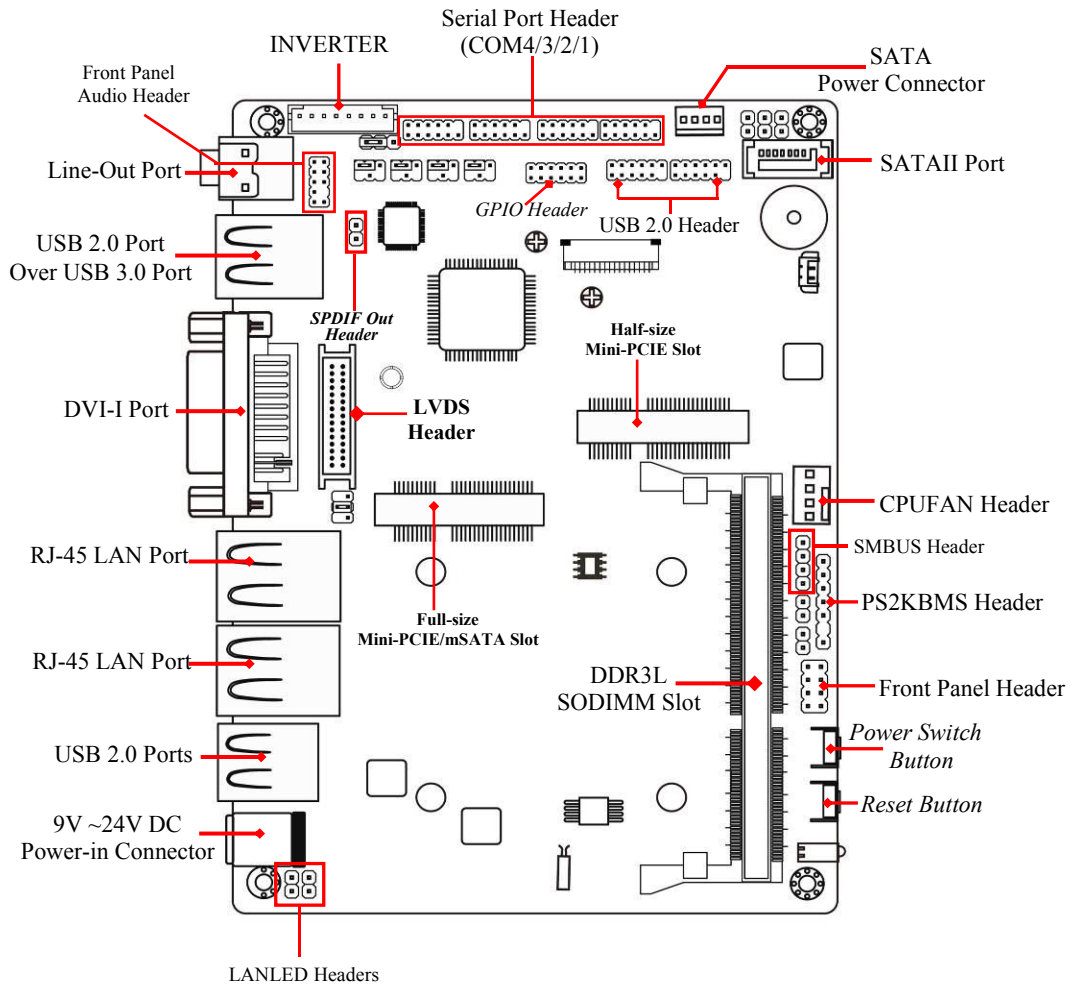 Serial Port Header
(COM4/3/2/1)
INVERTER
SATA
Power Connector
Front Panel
Audio Header
Line-Out Port
SATAII Port
GPIO Header
USB 2.0 Header
USB 2.0 Port
Over USB 3.0 Port
SPDIF Out
Header
Half-size
Mini-PCIE Slot
DVI-I Port
LVDS
Header
CPUFAN Header
RJ-45 LAN Port
SMBUS Header
PS2KBMS Header
Full-size
Mini-PCIE/mSATA Slot
RJ-45 LAN Port
DDR3L
SODIMM Slot
Front Panel Header
USB 2.0 Ports
Power Switch
Button
Reset Button
9V ~24V DC
Power-in Connector
LANLED Headers